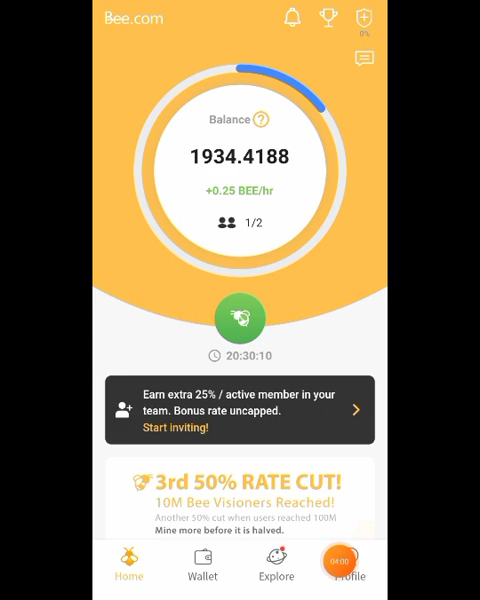 Bee.com
0%
Balance ?
1934.4188
+0.25 BEE/hr
1/2
20:30:10
Earn extra 25% / active member in your
team. Bonus rate uncapped.
Start inviting!
3rd 50% RATE CUT!
10M Bee Visioners Reached!
Another 50% cut when users reached 100M
Mine more before it is halved.
Home
Wallet
Explore
04:00
Profile